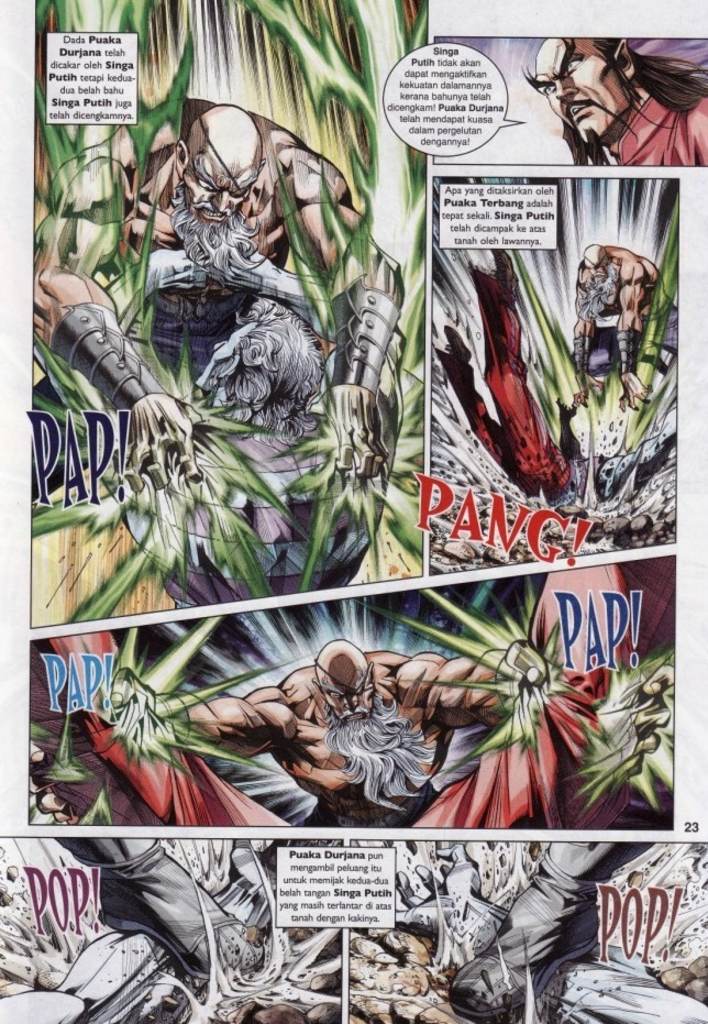 Dada Puaka
Durjana telah
dicakar oleh Singa
Putih tetapi kedua-
dua belah bahu
Singa Putih juga
telah dicengkamnya.
Singa
Putih tidak akan
dapat mengaktifkan
kekuatan dalamannya
kerana bahunya telah
dicengkam! Puaka Durjana
telah mendapat kuasa
dalam pergelutan
dengannya!
Apa yang ditaksirkan oleh
Puaka Terbang adalah
tepat sekali. Singa Putih
telah dicampak ke atas
tanah oleh lawannya.
PAP!
PANG!
PAP!
PAP!
23
POP!
Puaka Durjana pun
mengambil peluang itu
untuk memijak kedua-dua
belah tangan Singa Putih
yang masih terlantar di atas
tanah dengan kakinya.
POP!